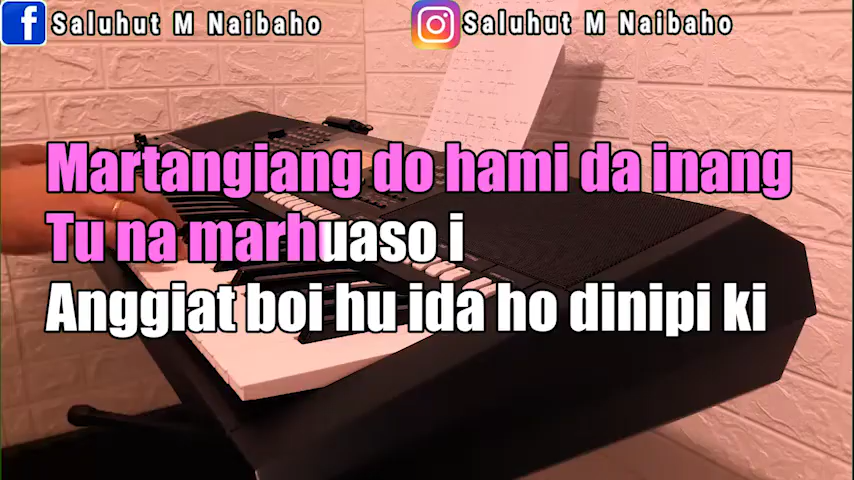 Saluhut M Naibaho
Saluhut M Naibaho
Martangiang do hami da inang
Tu na marhuaso i
Anggiat boi hu ida ho dinipi ki